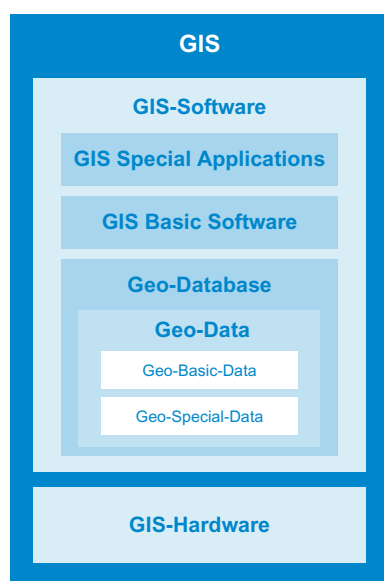 GIS
GIS-Software
GIS Special Applications
GIS Basic Software
Geo-Database
Geo-Data
Geo-Basic-Data
Geo-Special-Data
GIS-Hardware